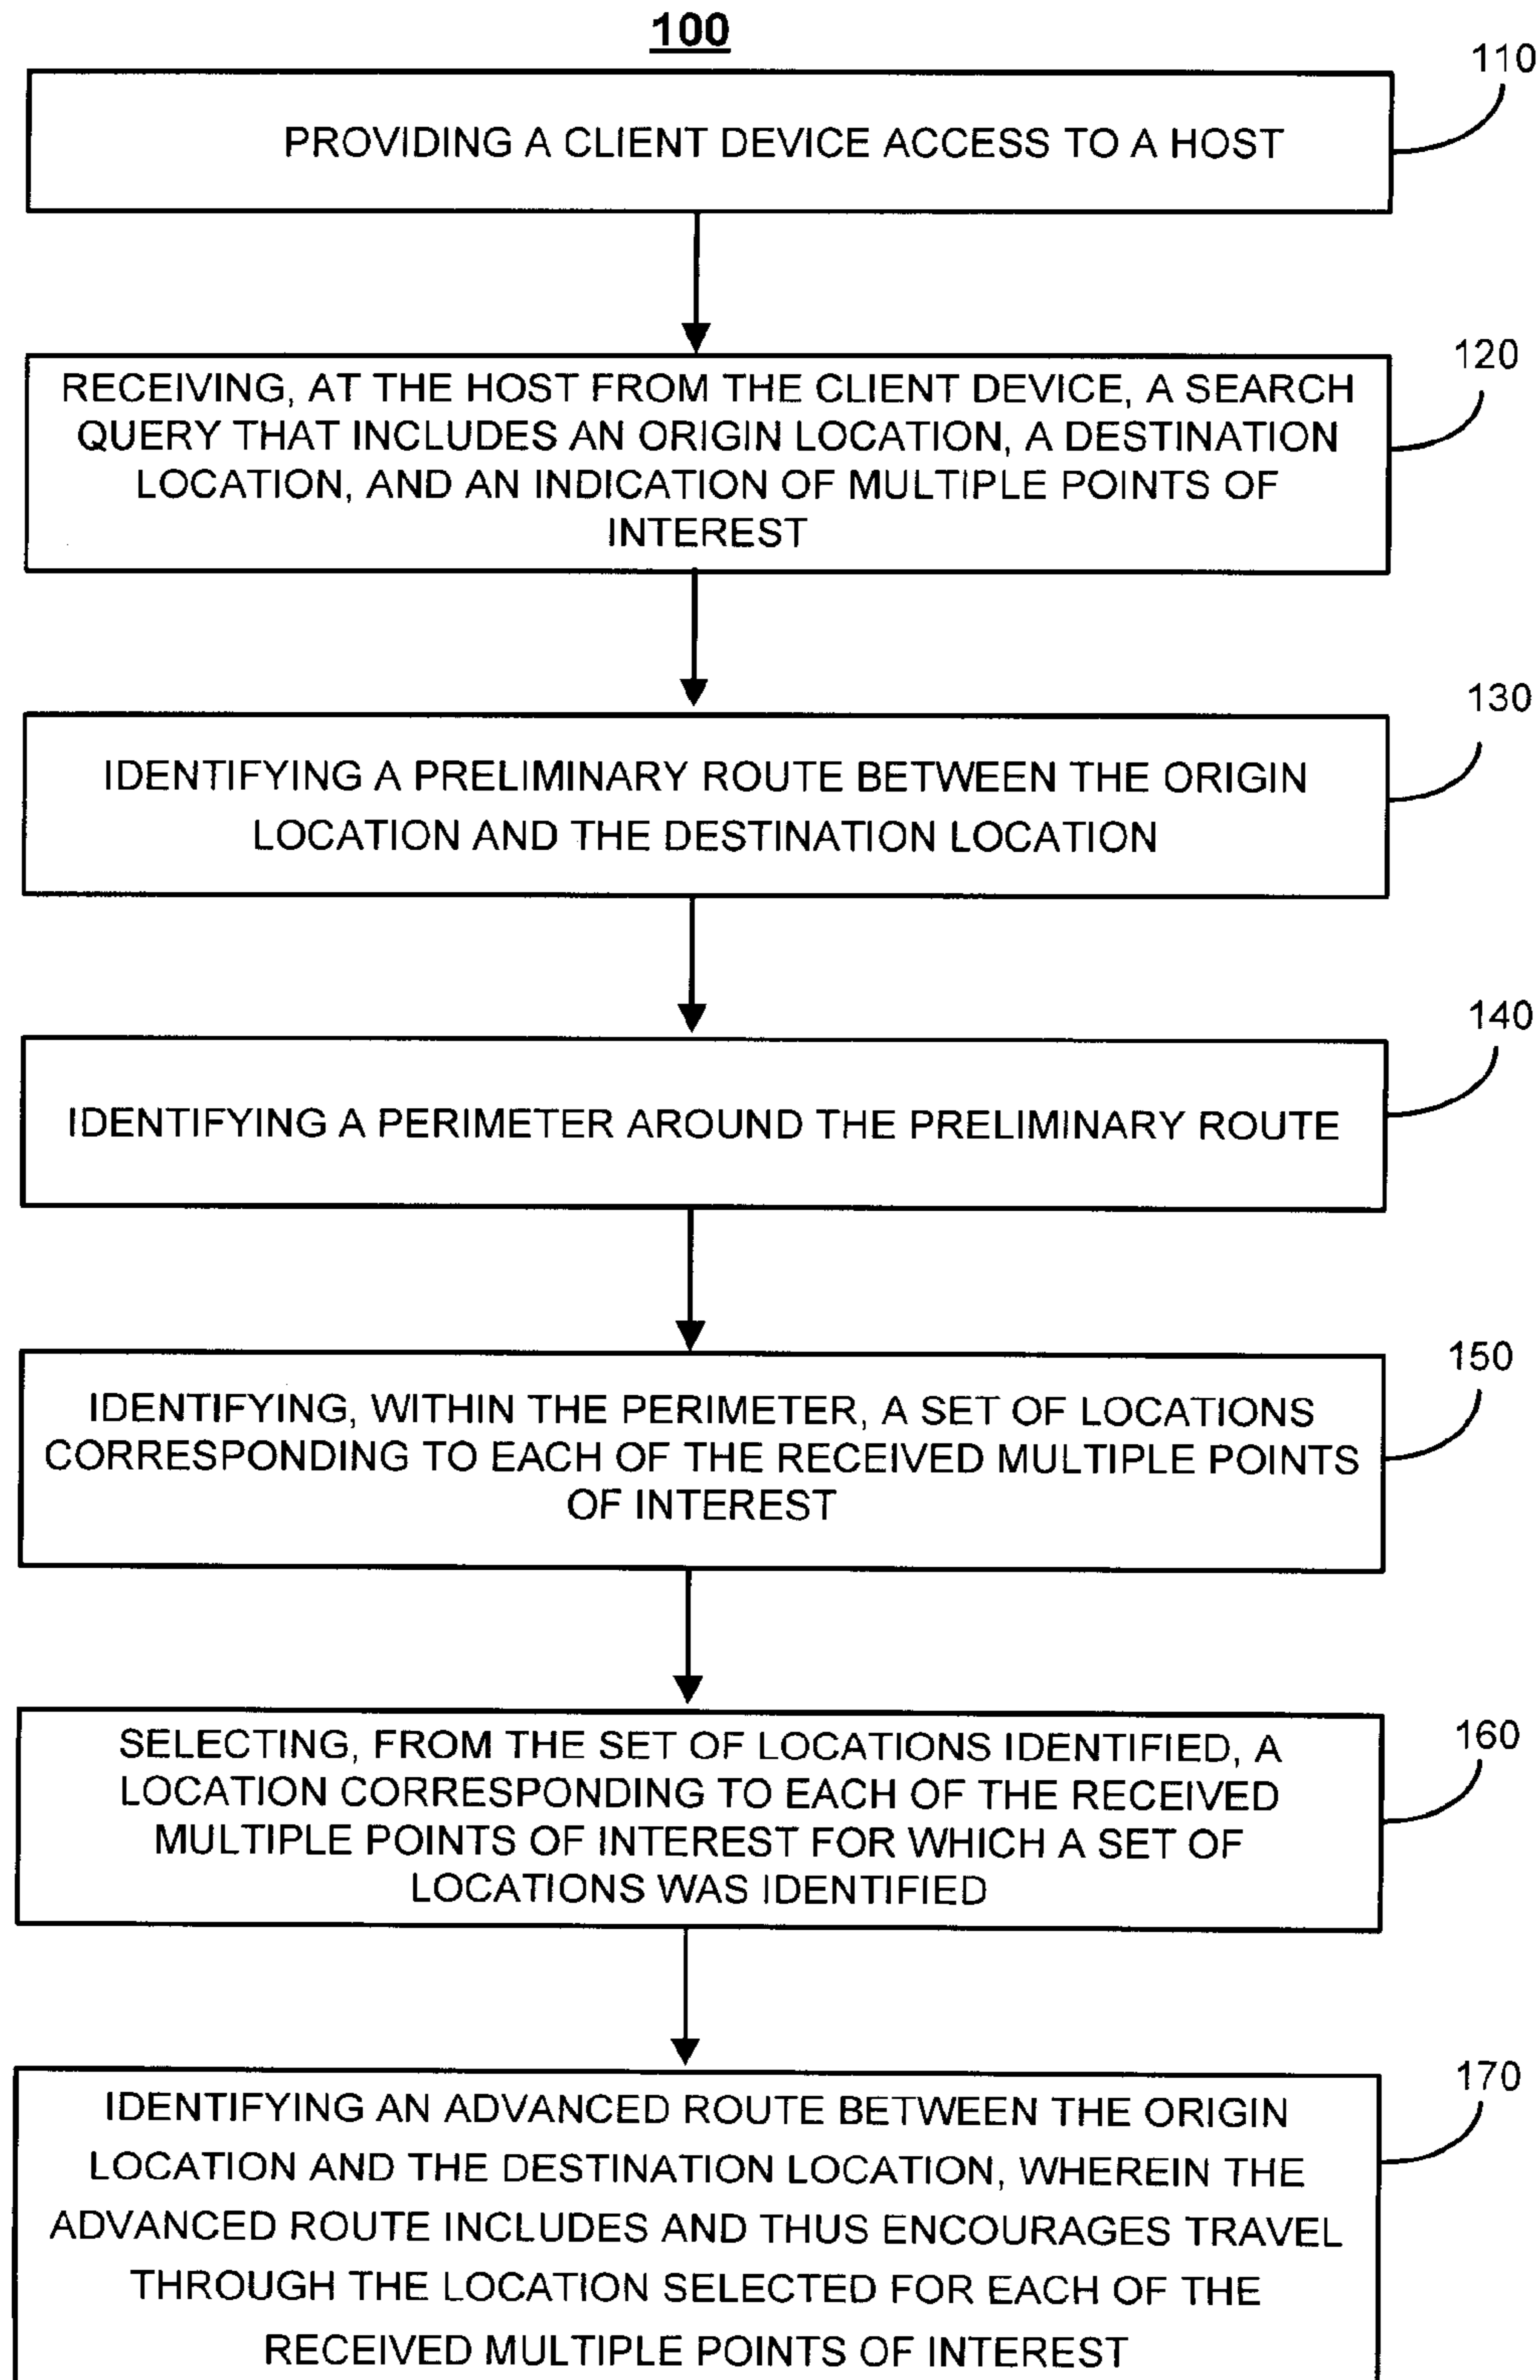 100
110
PROVIDING A CLIENT DEVICE ACCESS TO A HOST
120
RECEIVING, AT THE HOST FROM THE CLIENT DEVICE, A SEARCH
QUERY THAT INCLUDES AN ORIGIN LOCATION, A DESTINATION
LOCATION, AND AN INDICATION OF MULTIPLE POINTS OF
INTEREST
130
IDENTIFYING A PRELIMINARY ROUTE BETWEEN THE ORIGIN
LOCATION AND THE DESTINATION LOCATION
140
IDENTIFYING A PERIMETER AROUND THE PRELIMINARY ROUTE
150
IDENTIFYING, WITHIN THE PERIMETER, A SET OF LOCATIONS
CORRESPONDING TO EACH OF THE RECEIVED MULTIPLE POINTS
OF INTEREST
160
SELECTING, FROM THE SET OF LOCATIONS IDENTIFIED, A
LOCATION CORRESPONDING TO EACH OF THE RECEIVED
MULTIPLE POINTS OF INTEREST FOR WHICH A SET OF
LOCATIONS WAS IDENTIFIED
170
IDENTIFYING AN ADVANCED ROUTE BETWEEN THE ORIGIN
LOCATION AND THE DESTINATION LOCATION, WHEREIN THE
ADVANCED ROUTE INCLUDES AND THUS ENCOURAGES TRAVEL
THROUGH THE LOCATION SELECTED FOR EACH OF THE
RECEIVED MULTIPLE POINTS OF INTEREST